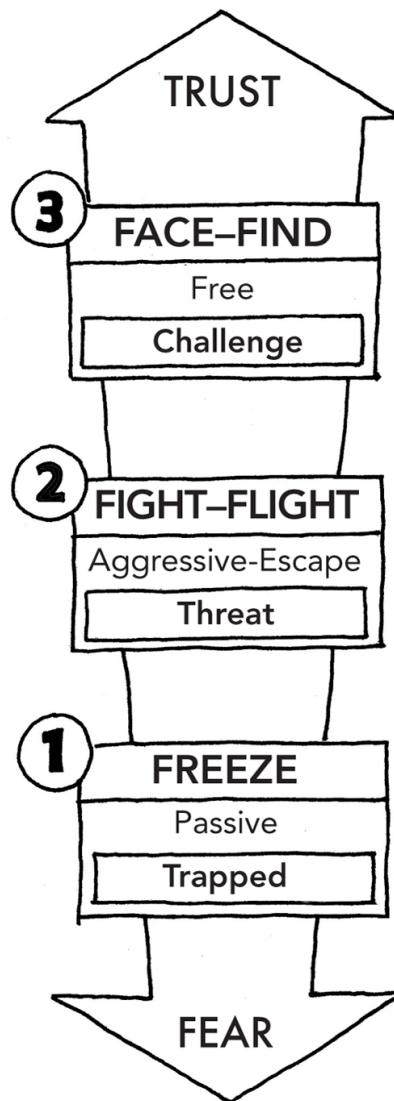 TRUST
3
FACE–FIND
Free
Challenge
2
FIGHT–FLIGHT
Aggressive-Escape
Threat
1
FREEZE
Passive
Trapped
FEAR